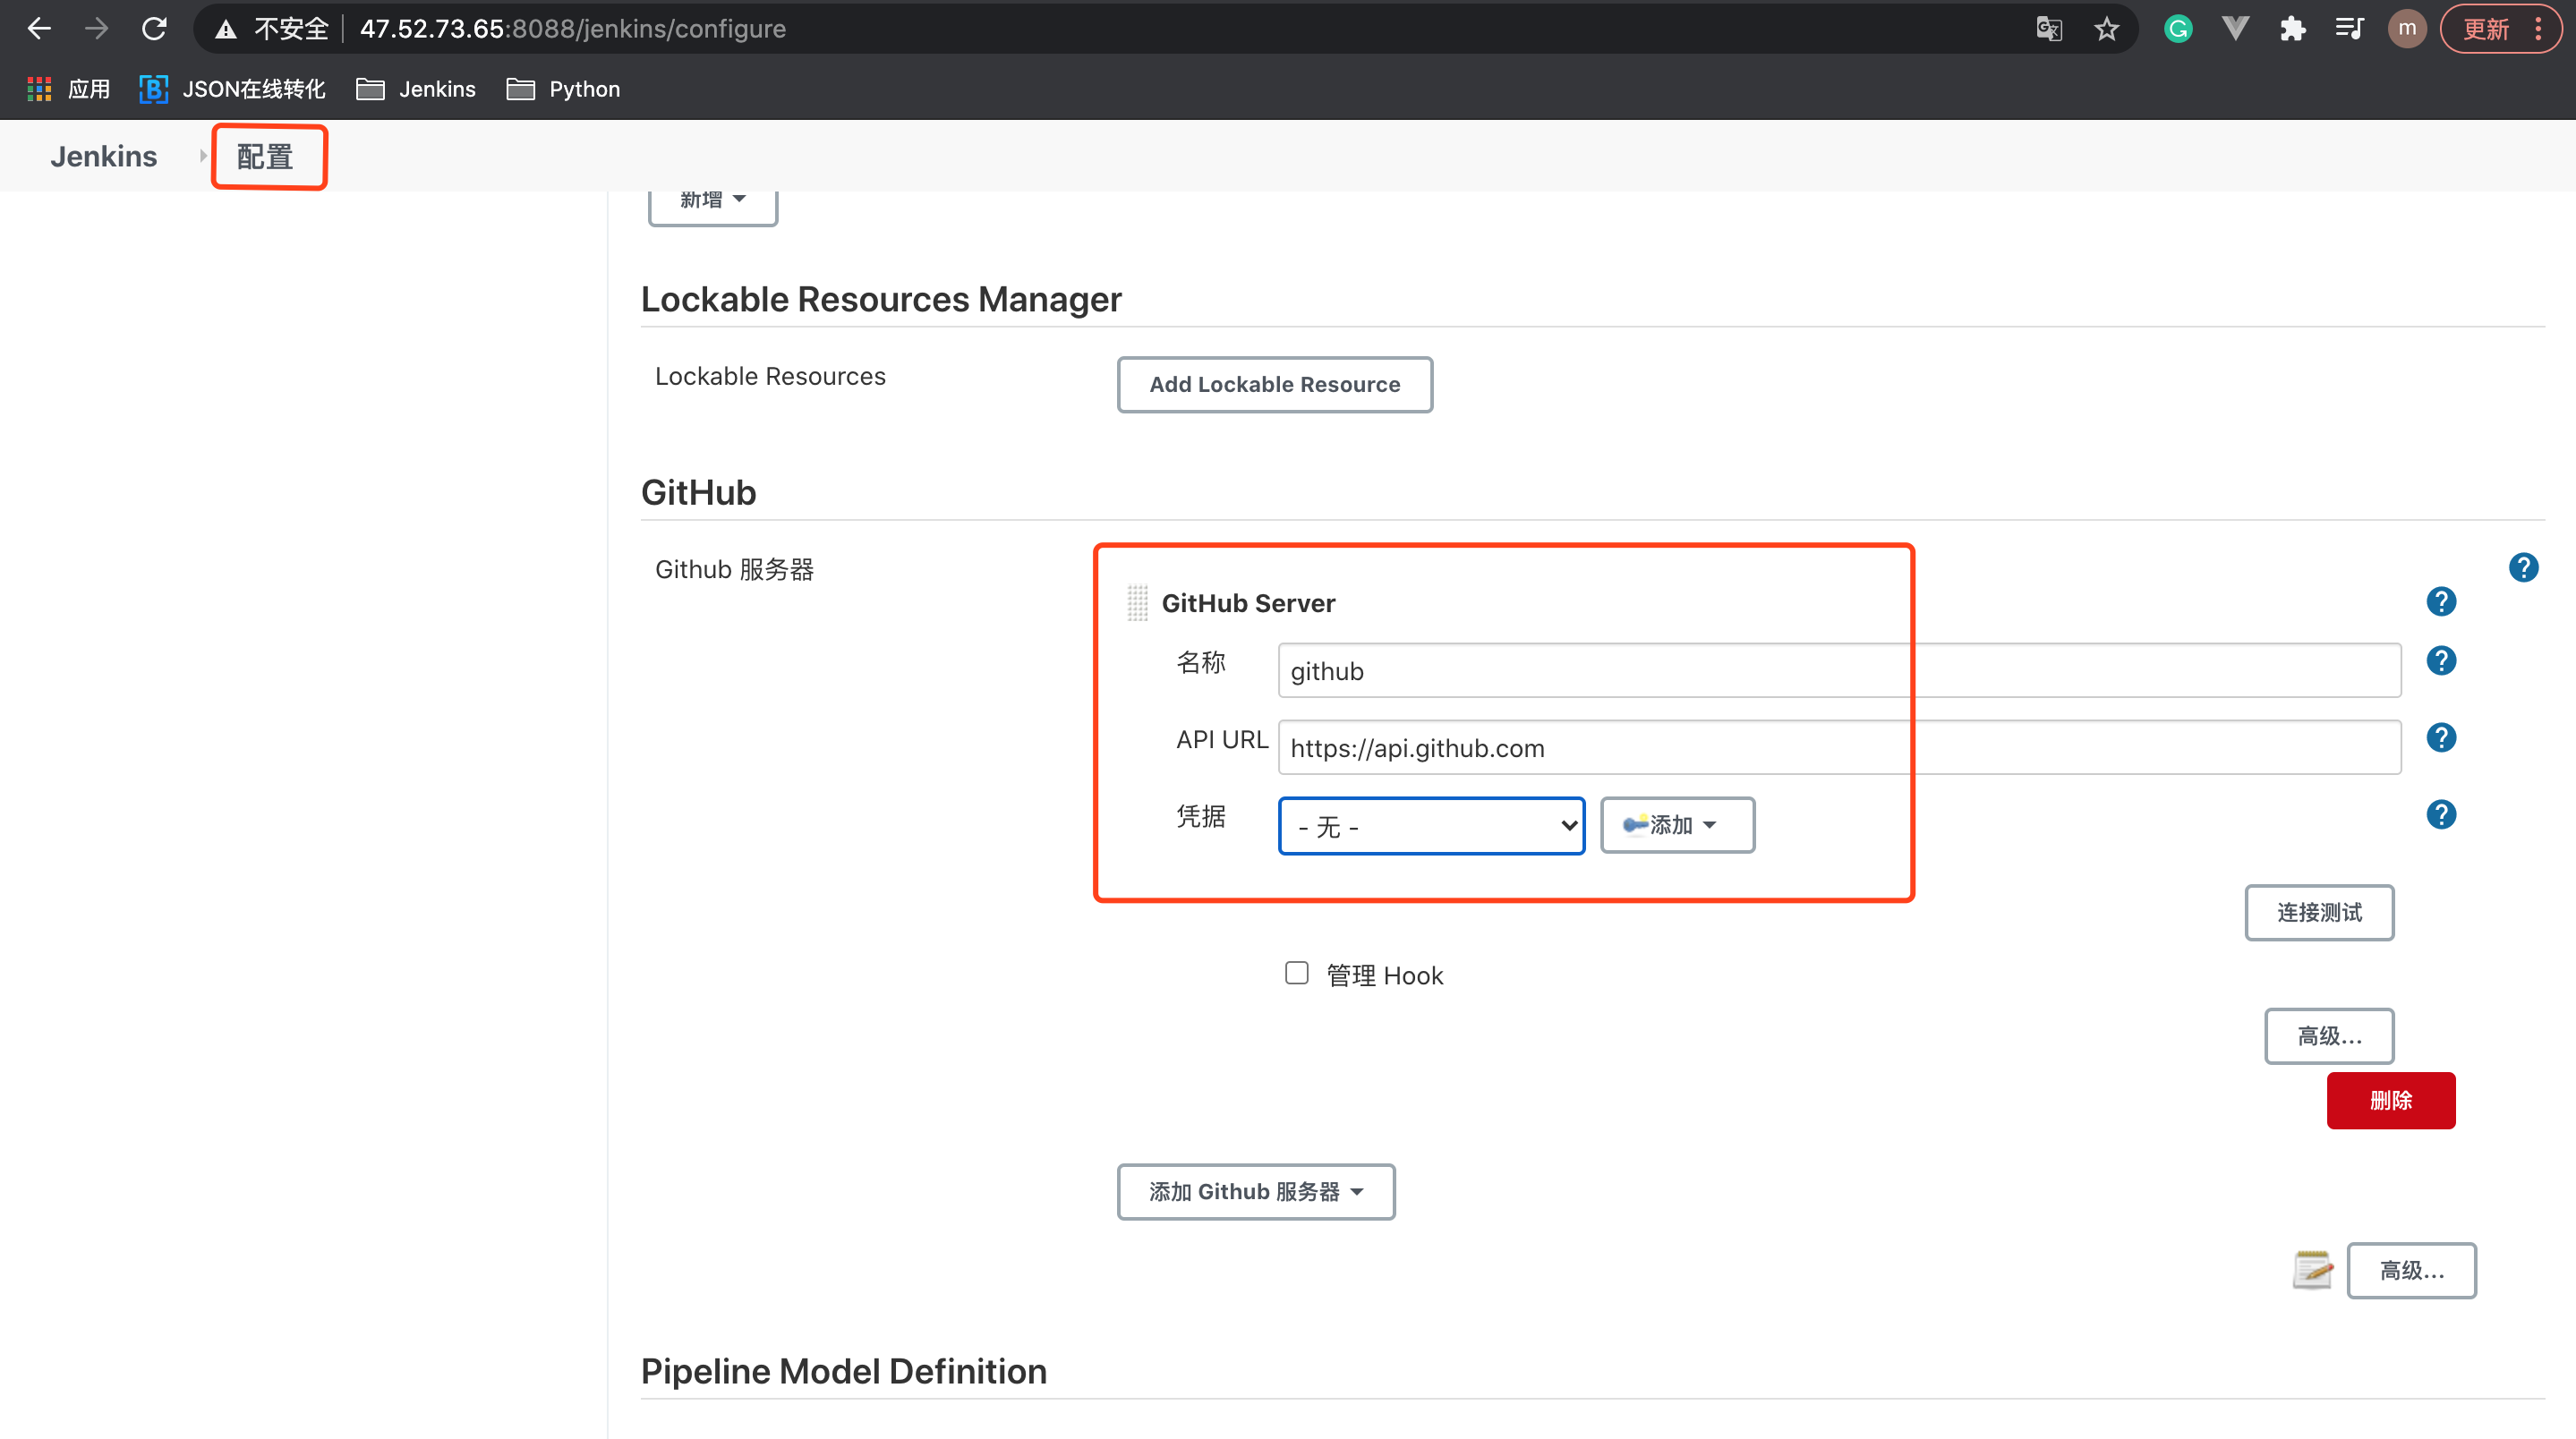 不安全 47.52.73.65:8088/jenkins/configure m 更新
应用 JSON在线转化 Jenkins Python
Jenkins 配置
新增
Lockable Resources Manager
Lockable Resources Add Lockable Resource
GitHub
Github 服务器
GitHub Server
名称 github
API URL https://api.github.com
凭据 - 无 - 添加
连接测试
管理 Hook
高级...
删除
添加 Github 服务器
高级...
Pipeline Model Definition